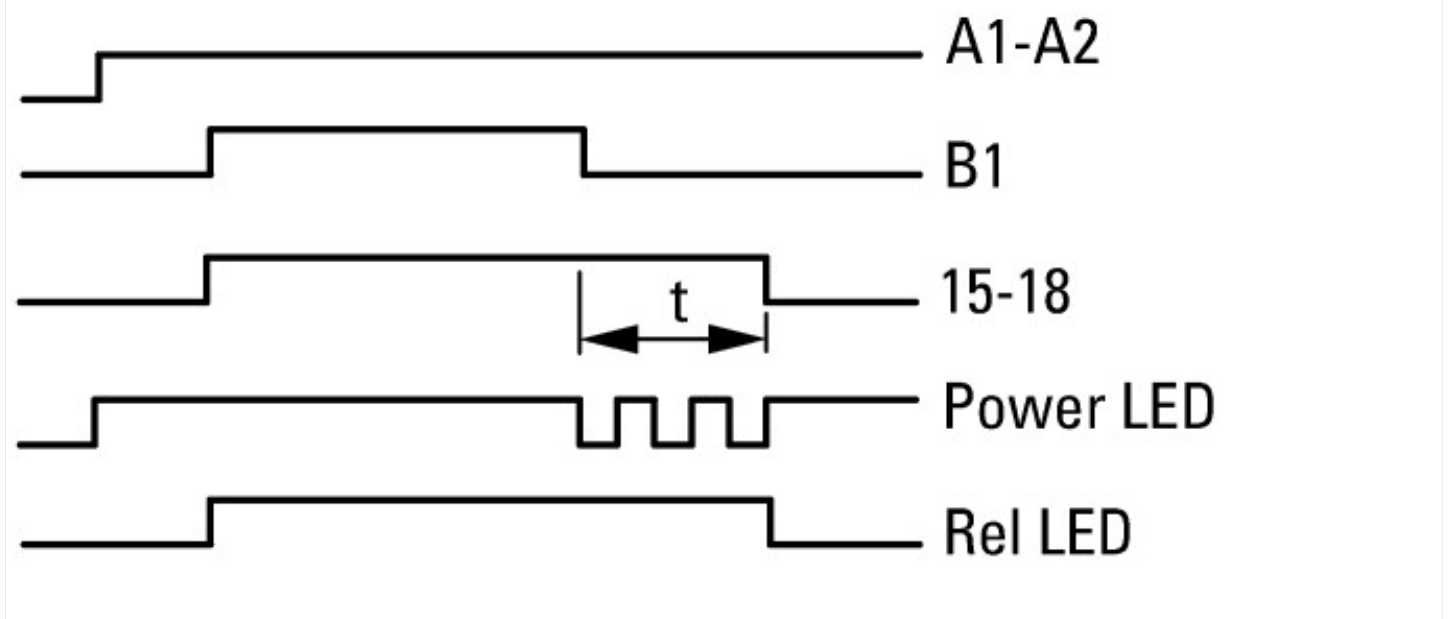 A1-A2
B1
15-18
t
Power LED
Rel LED